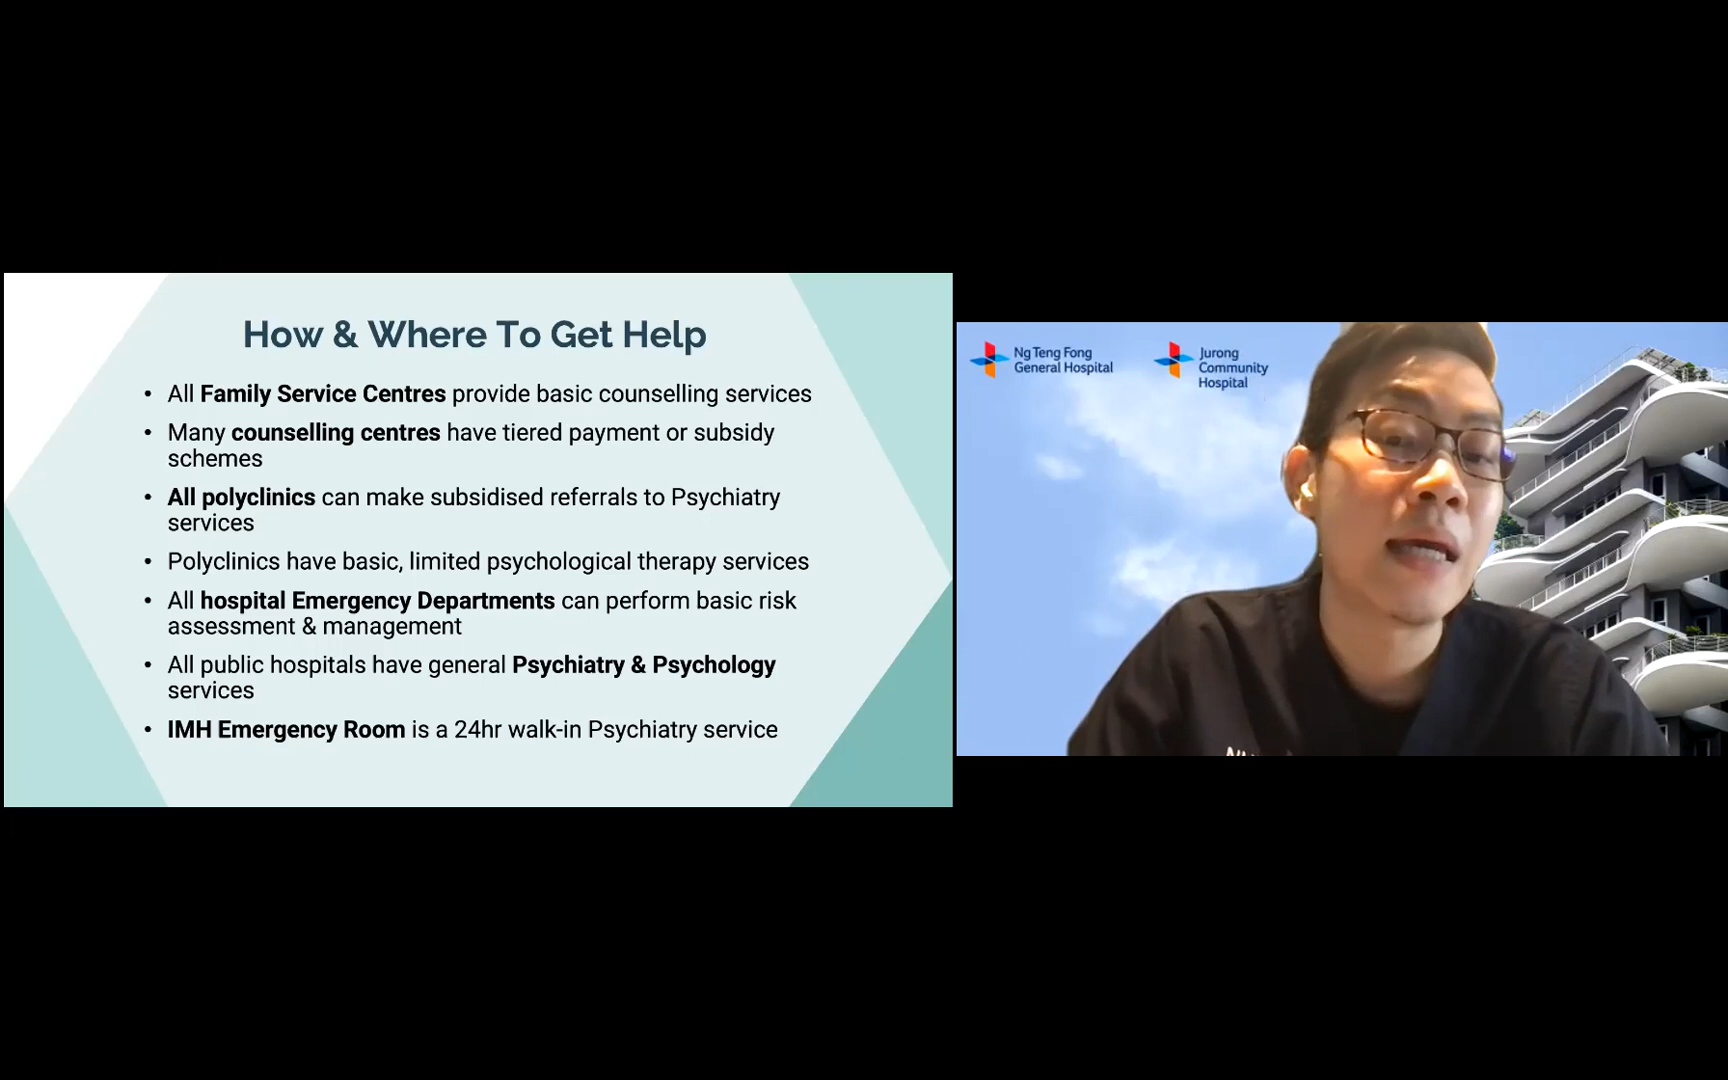 How & Where To Get Help
• All Family Service Centres provide basic counselling services
• Many counselling centres have tiered payment or subsidy
schemes
• All polyclinics can make subsidised referrals to Psychiatry
services
• Polyclinics have basic, limited psychological therapy services
• All hospital Emergency Departments can perform basic risk
assessment & management
• All public hospitals have general Psychiatry & Psychology
services
• IMH Emergency Room is a 24hr walk-in Psychiatry service
Ng Teng Fong
General Hospital
Jurong
Community
Hospital